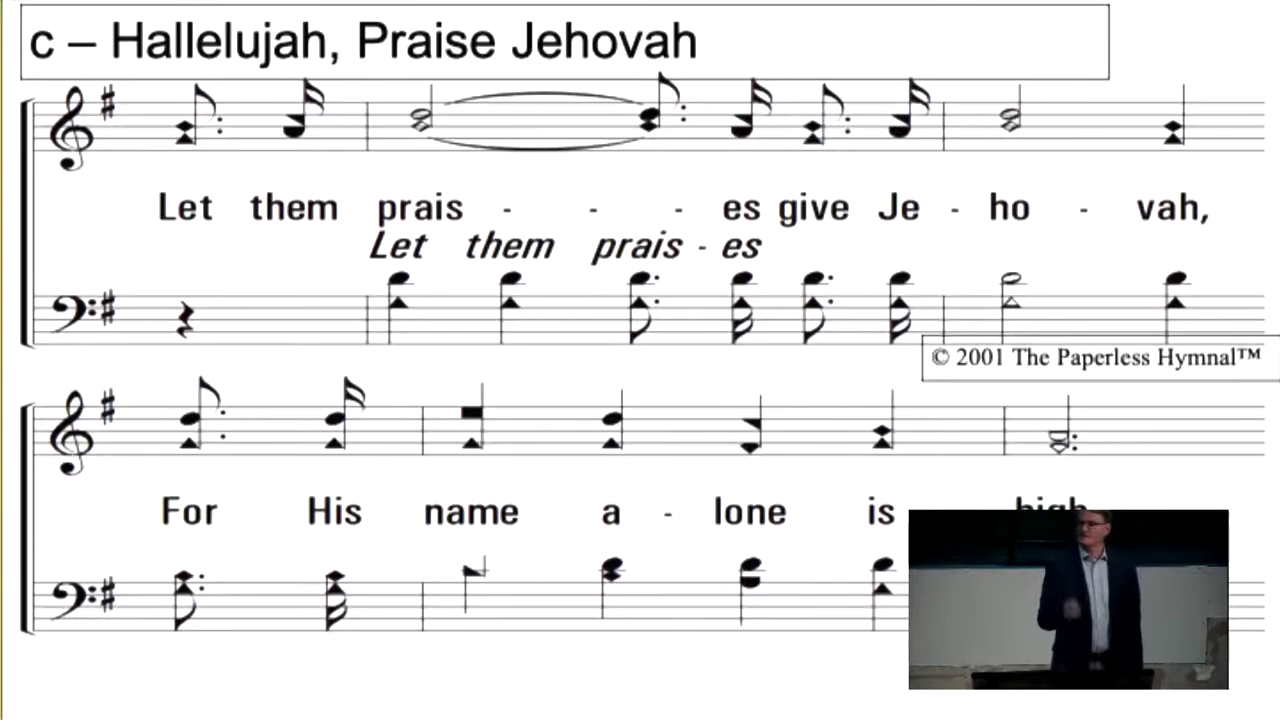 c – Hallelujah, Praise Jehovah
Let them prais - - - es give Je - ho - vah,
Let them prais - es
© 2001 The Paperless Hymnal™
For His name a - lone is high